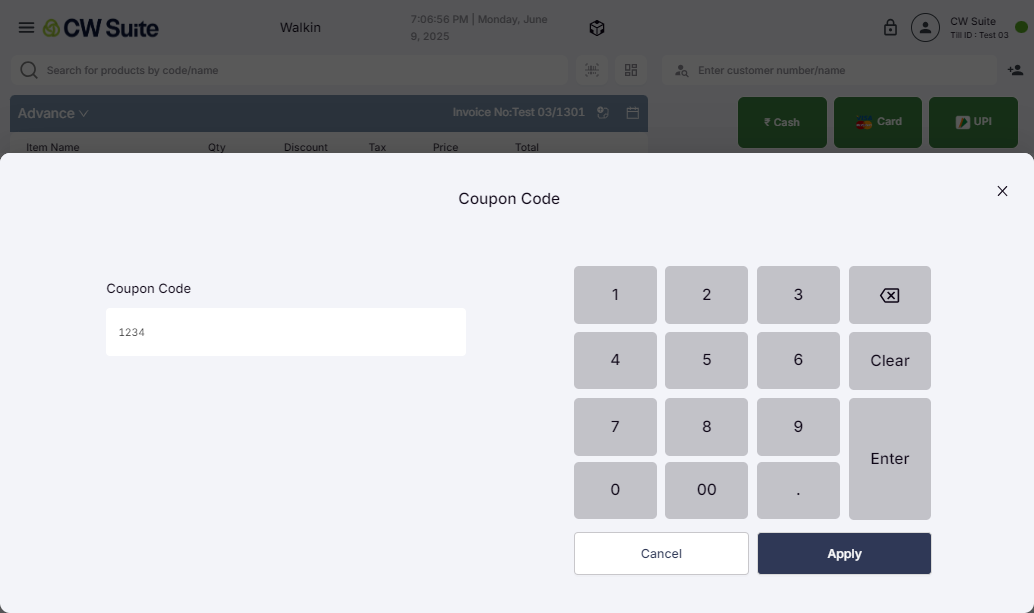 CW Suite
Walkin
7:06:56 PM | Monday, June
9, 2025
CW Suite
Till ID : Test 03
Search for products by code/name
Enter customer number/name
Advance
Invoice No:Test 03/1301
₹ Cash
Card
UPI
Item Name
Qty
Discount
Tax
Price
Total
Coupon Code
Coupon Code
1234
1
2
3
4
5
6
Clear
7
8
9
Enter
0
00
.
Cancel
Apply